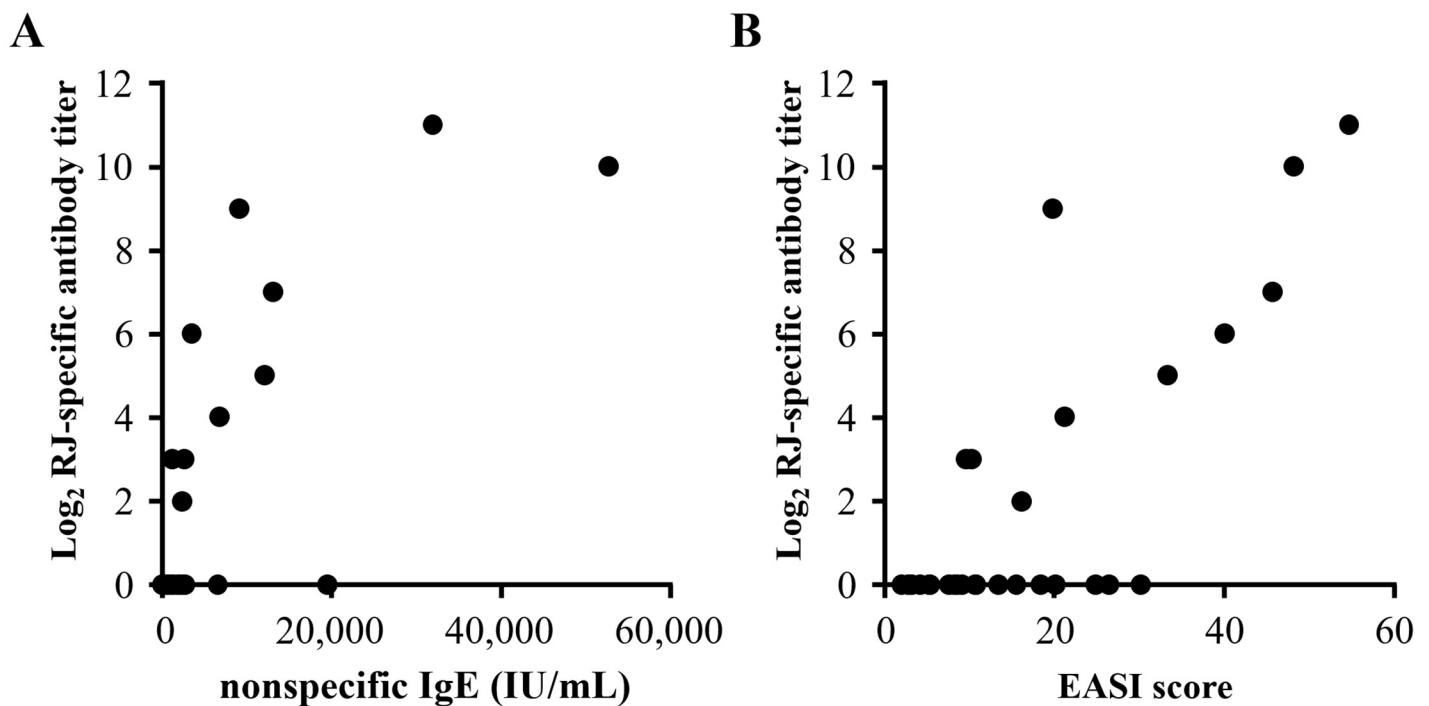 A
Log₂ RJ-specific antibody titer
12
10
8
6
4
2
0
0 20,000 40,000 60,000
nonspecific IgE (IU/mL)
B
Log₂ RJ-specific antibody titer
12
10
8
6
4
2
0
0 20 40 60
EASI score